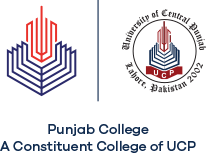 University of Central Punjab
UCP
Lahore, Pakistan 2002
Punjab College
A Constituent College of UCP